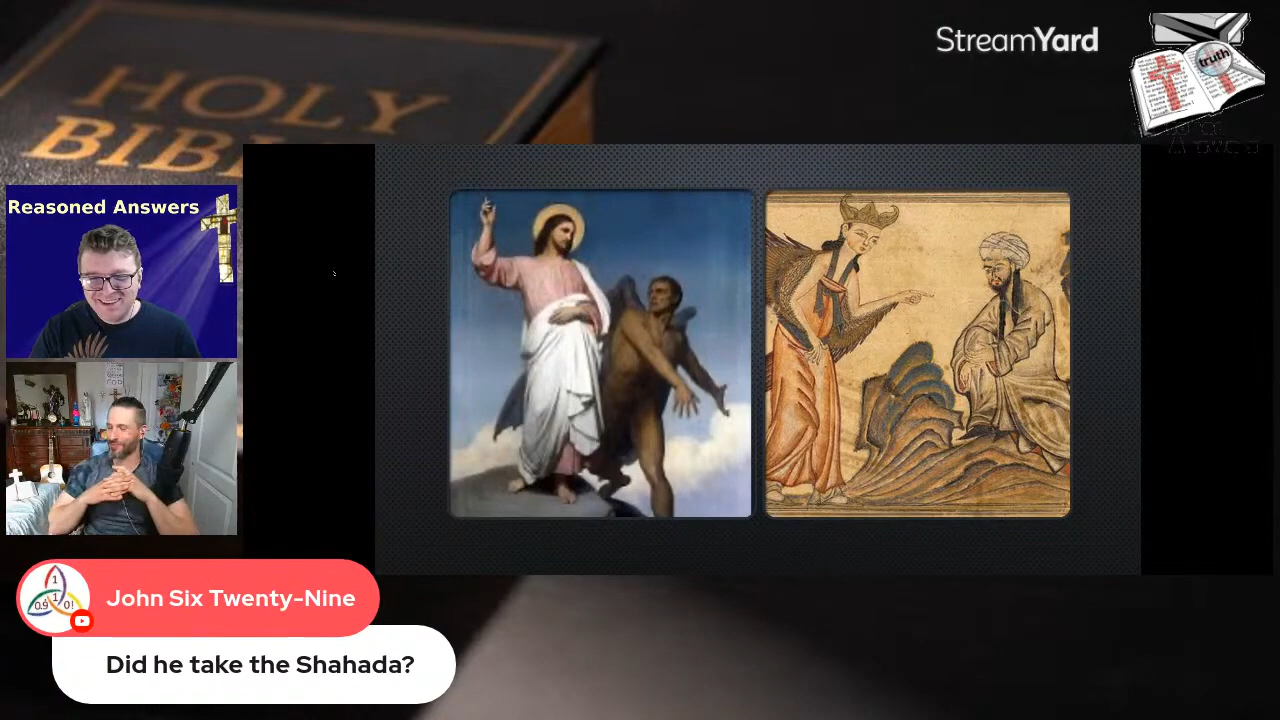 StreamYard
HOLY
BIBL
truth
Reasoned Answers
John Six Twenty-Nine
Did he take the Shahada?